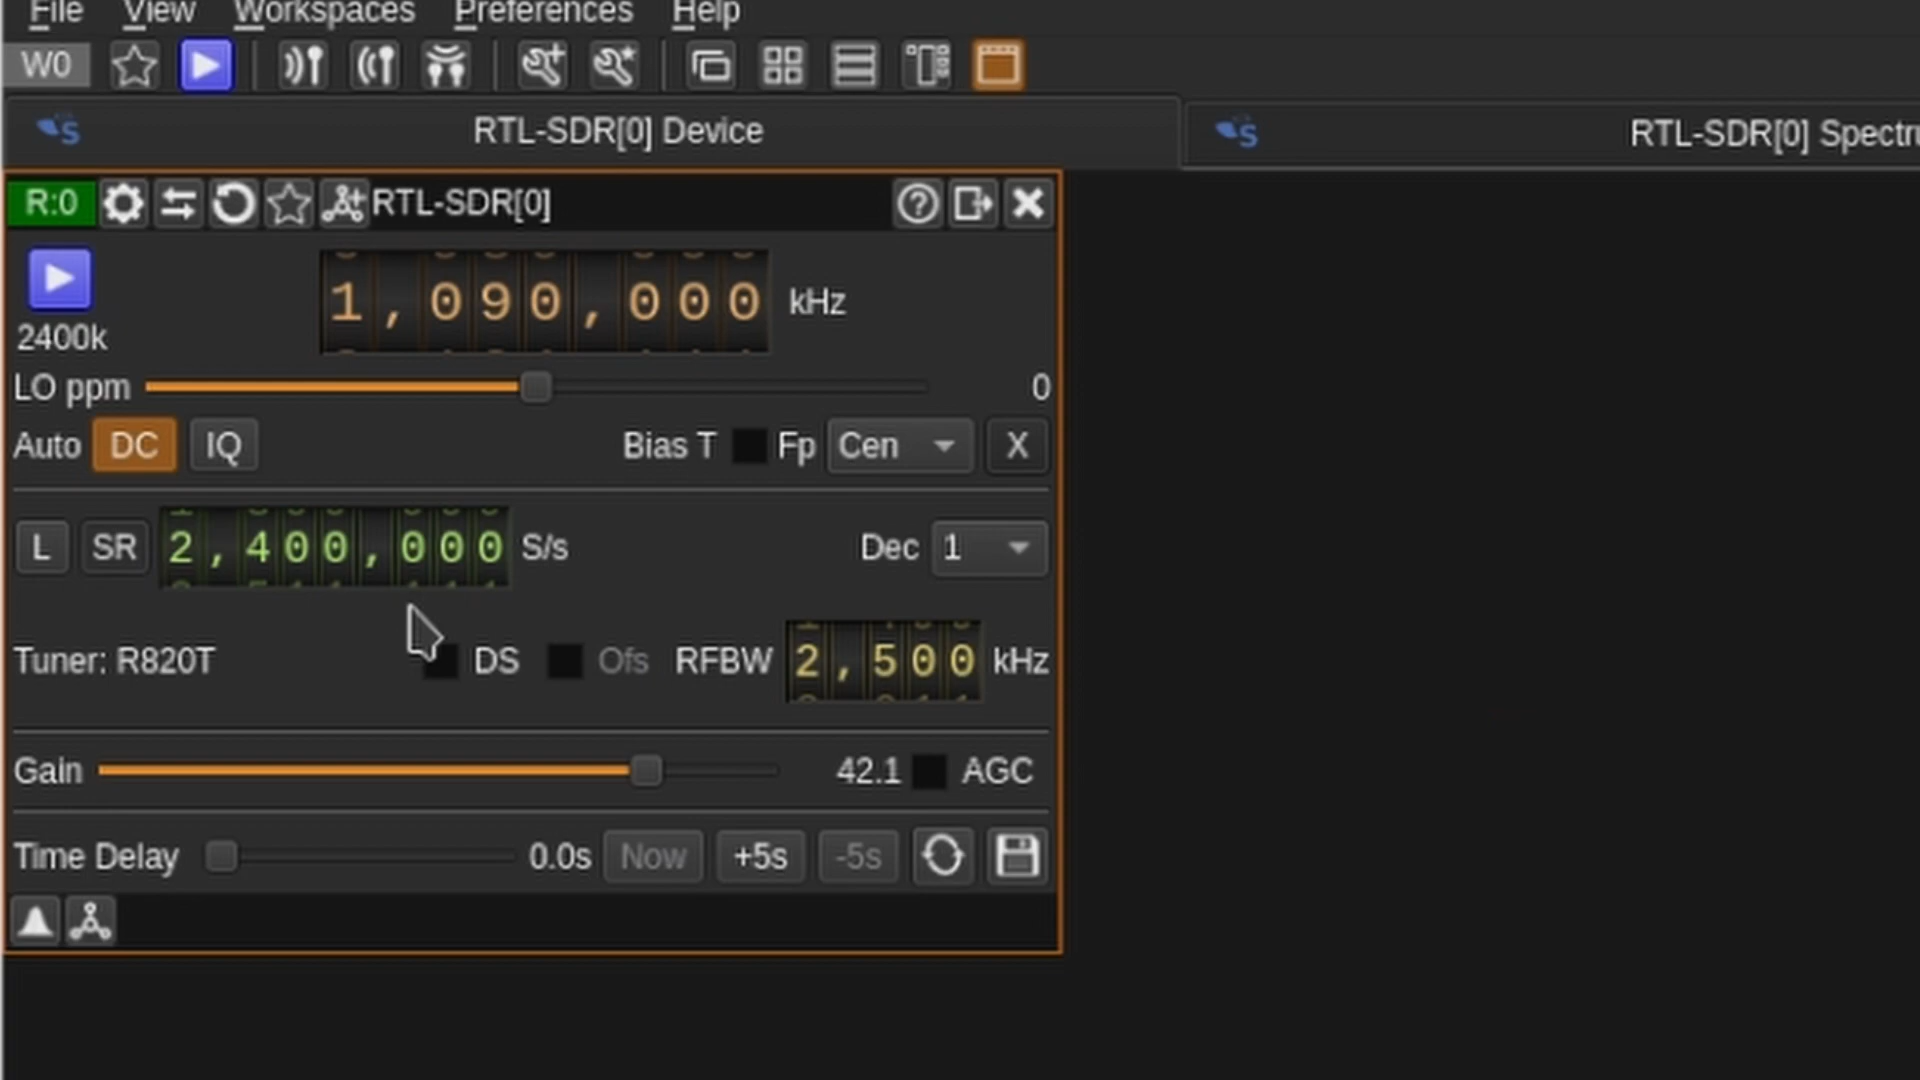 File View Workspaces Preferences Help
W0
RTL-SDR[0] Device
RTL-SDR[0]
R:0 RTL-SDR[0]
1,090,000 kHz
2400k
LO ppm 0
Auto DC IQ Bias T Fp Cen X
L SR 2,400,000 S/s Dec 1
Tuner: R820T DS Ofs RFBW 2,500 kHz
Gain 42.1 AGC
Time Delay 0.0s Now +5s -5s